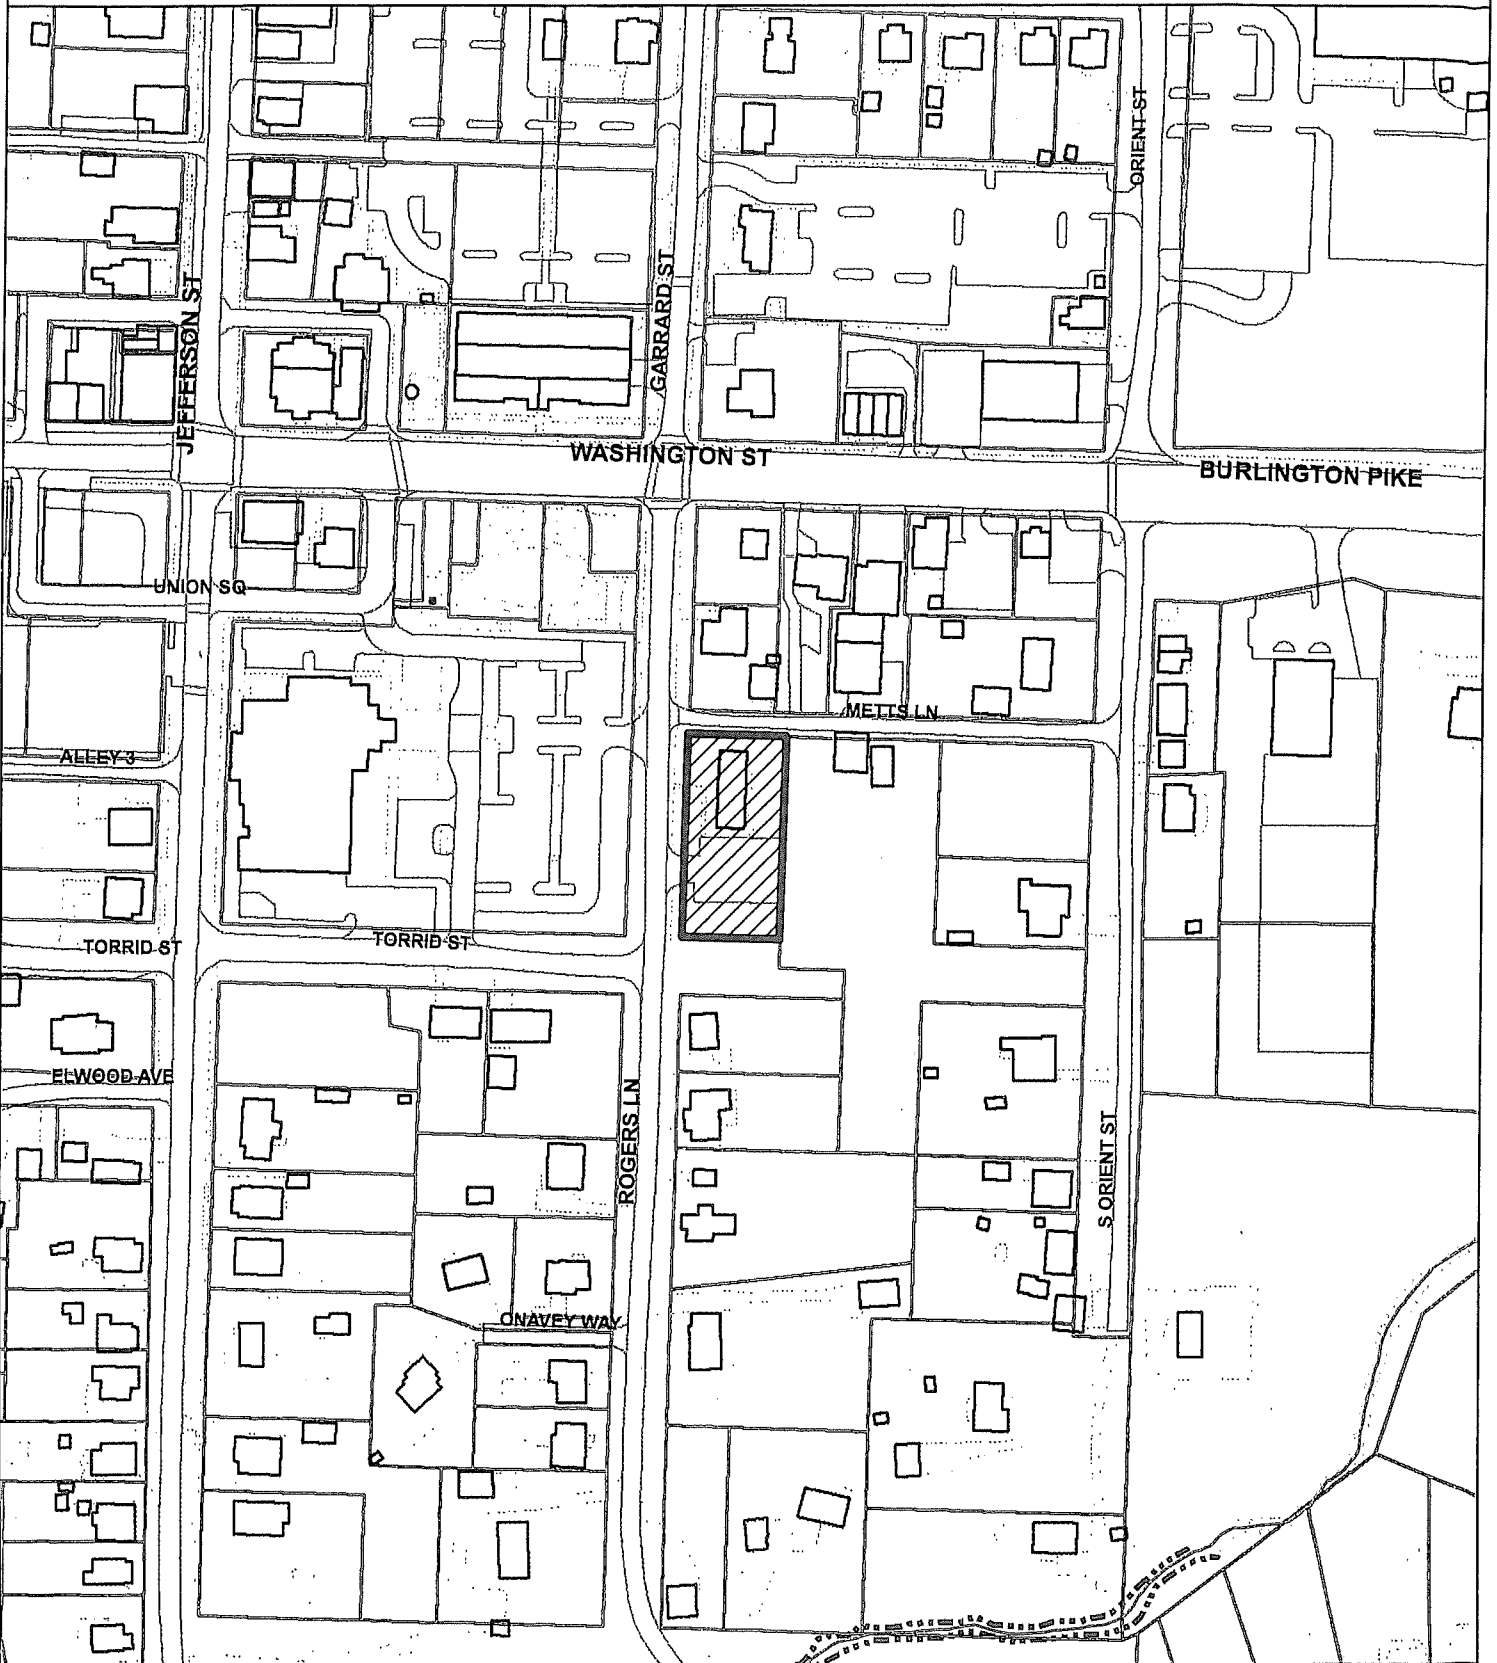 ORIENT ST
JEFFERSON ST
GARRARD ST
WASHINGTON ST
BURLINGTON PIKE
UNION SQ
METTS LN
ALLEY 3
TORRID ST
TORRID ST
ELWOOD AVE
ROGERS LN
S ORIENT ST
ONAVEY WAY